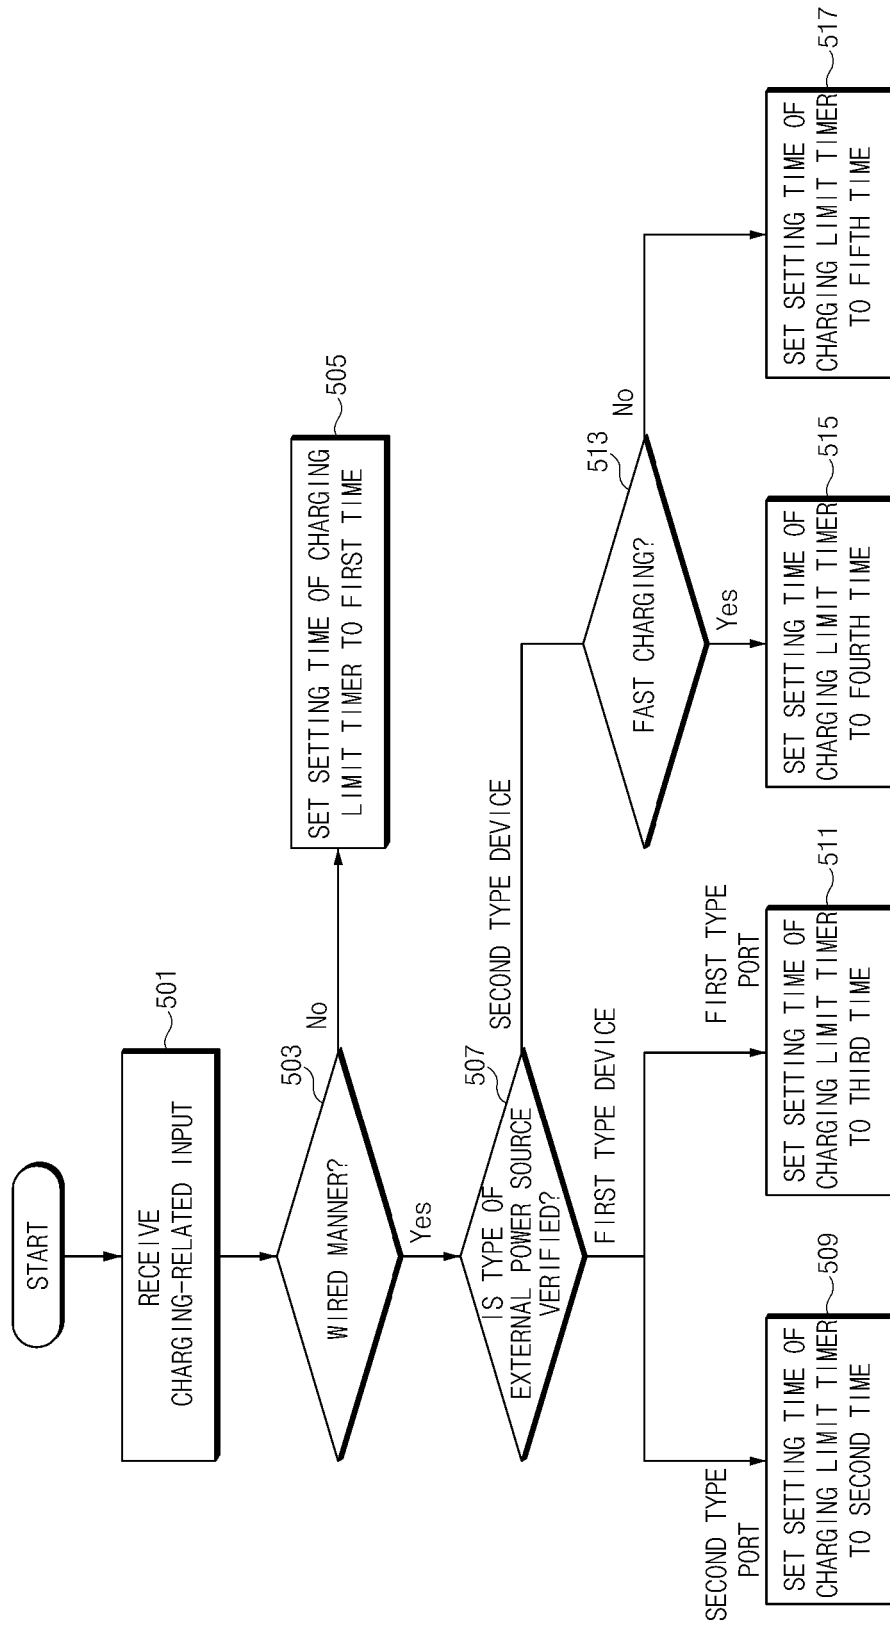 START
RECEIVE
CHARGING-RELATED INPUT
501
WIRED MANNER?
503
No
Yes
SET SETTING TIME OF CHARGING
LIMIT TIMER TO FIRST TIME
505
IS TYPE OF
EXTERNAL POWER SOURCE
VERIFIED?
507
SECOND TYPE DEVICE
FIRST TYPE DEVICE
FAST CHARGING?
513
No
Yes
SECOND TYPE
PORT
FIRST TYPE
PORT
SET SETTING TIME OF
CHARGING LIMIT TIMER
TO SECOND TIME
509
SET SETTING TIME OF
CHARGING LIMIT TIMER
TO THIRD TIME
511
SET SETTING TIME OF
CHARGING LIMIT TIMER
TO FOURTH TIME
515
SET SETTING TIME OF
CHARGING LIMIT TIMER
TO FIFTH TIME
517